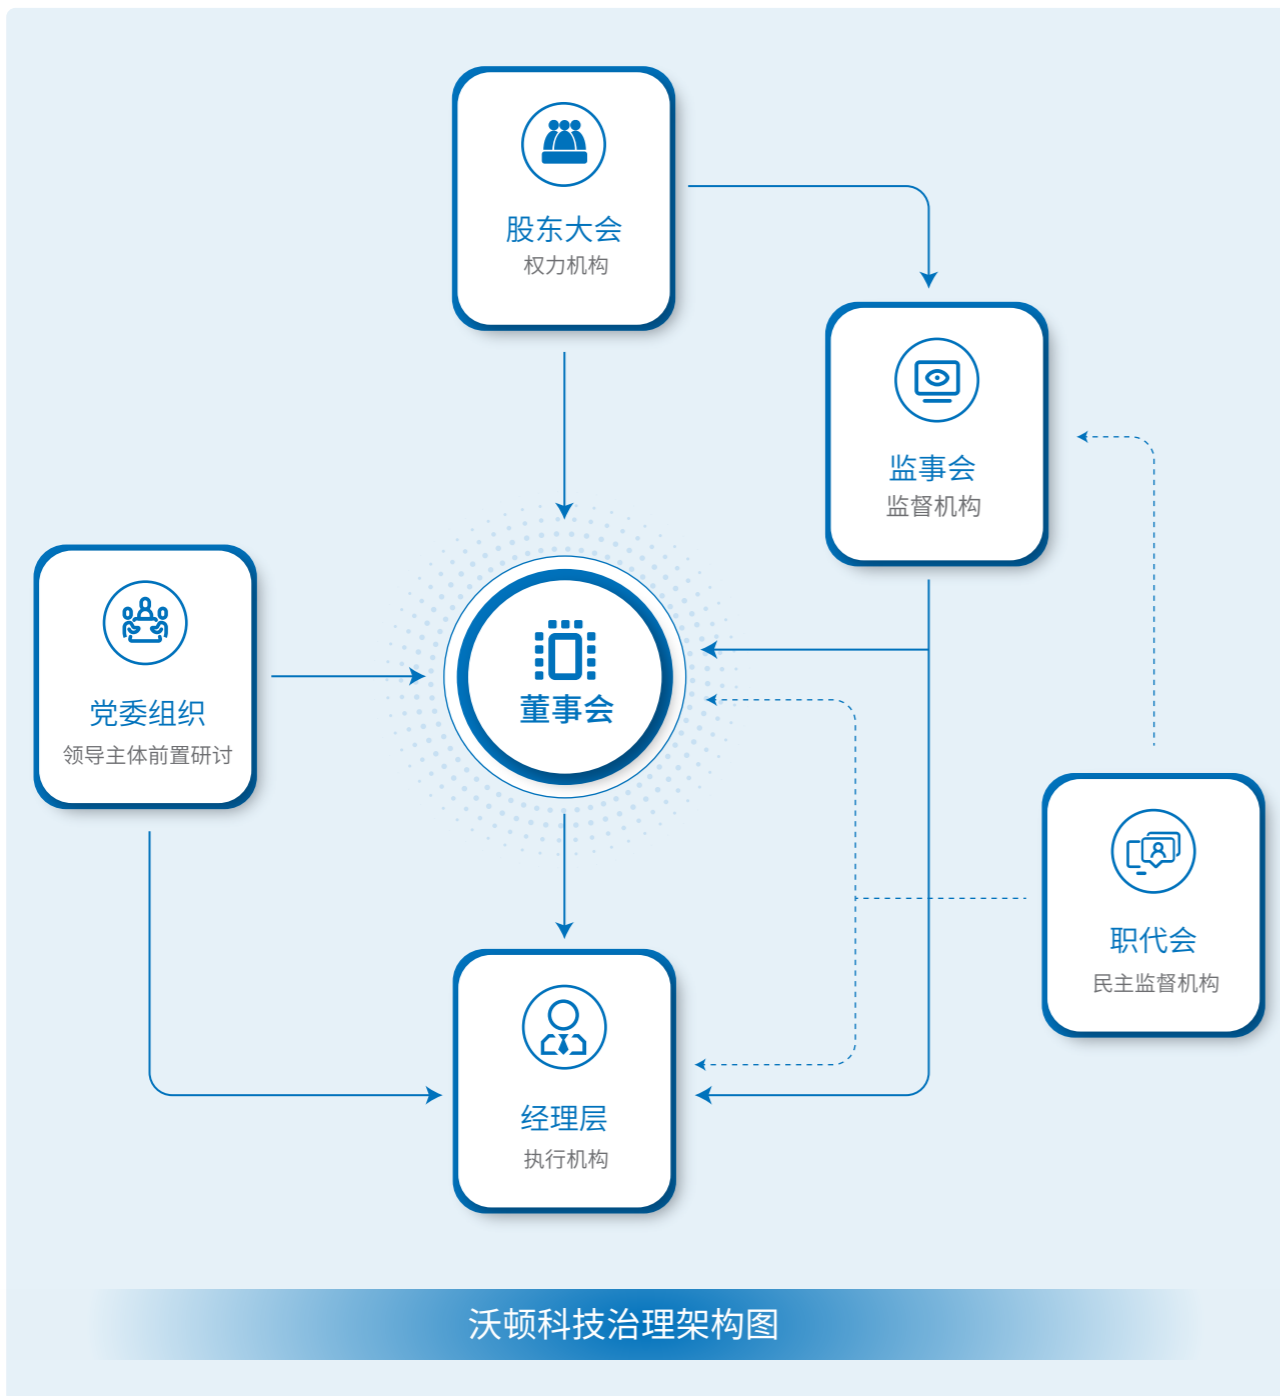 股东大会
权力机构
监事会
监督机构
党委组织
领导主体前置研讨
董事会
职代会
民主监督机构
经理层
执行机构
沃顿科技治理架构图